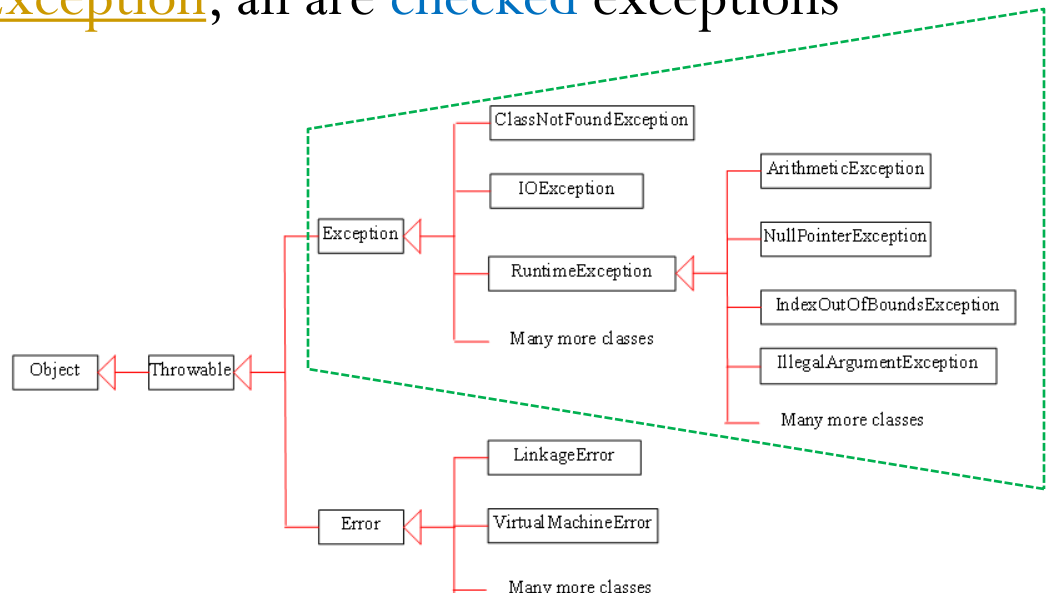 Exception, all are checked exceptions
ClassNotFoundException
ArithmeticException
IOException
Exception
NullPointerException
RuntimeException
IndexOutOfBoundsException
Many more classes
Object
Throwable
IllegalArgumentException
Many more classes
LinkageError
Error
VirtualMachineError
Many more classes